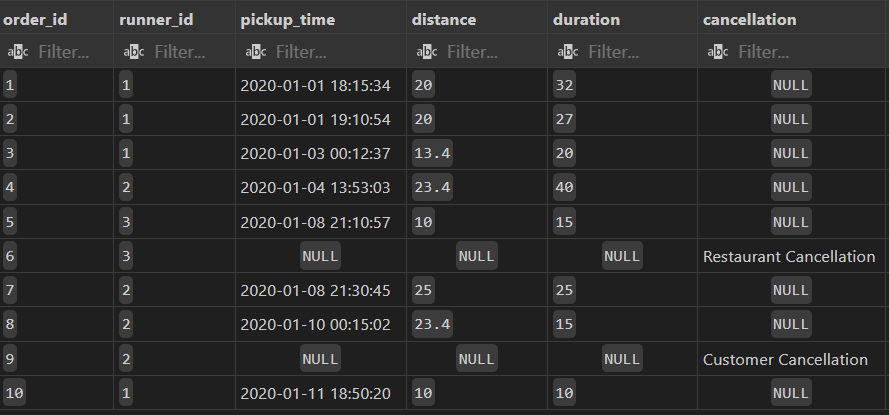 order_id runner_id pickup_time distance duration cancellation
abc Filter... abc Filter... abc Filter... abc Filter... abc Filter... abc Filter...
1 1 2020-01-01 18:15:34 20 32 NULL
2 1 2020-01-01 19:10:54 20 27 NULL
3 1 2020-01-03 00:12:37 13.4 20 NULL
4 2 2020-01-04 13:53:03 23.4 40 NULL
5 3 2020-01-08 21:10:57 10 15 NULL
6 3 NULL NULL NULL Restaurant Cancellation
7 2 2020-01-08 21:30:45 25 25 NULL
8 2 2020-01-10 00:15:02 23.4 15 NULL
9 2 NULL NULL NULL Customer Cancellation
10 1 2020-01-11 18:50:20 10 10 NULL